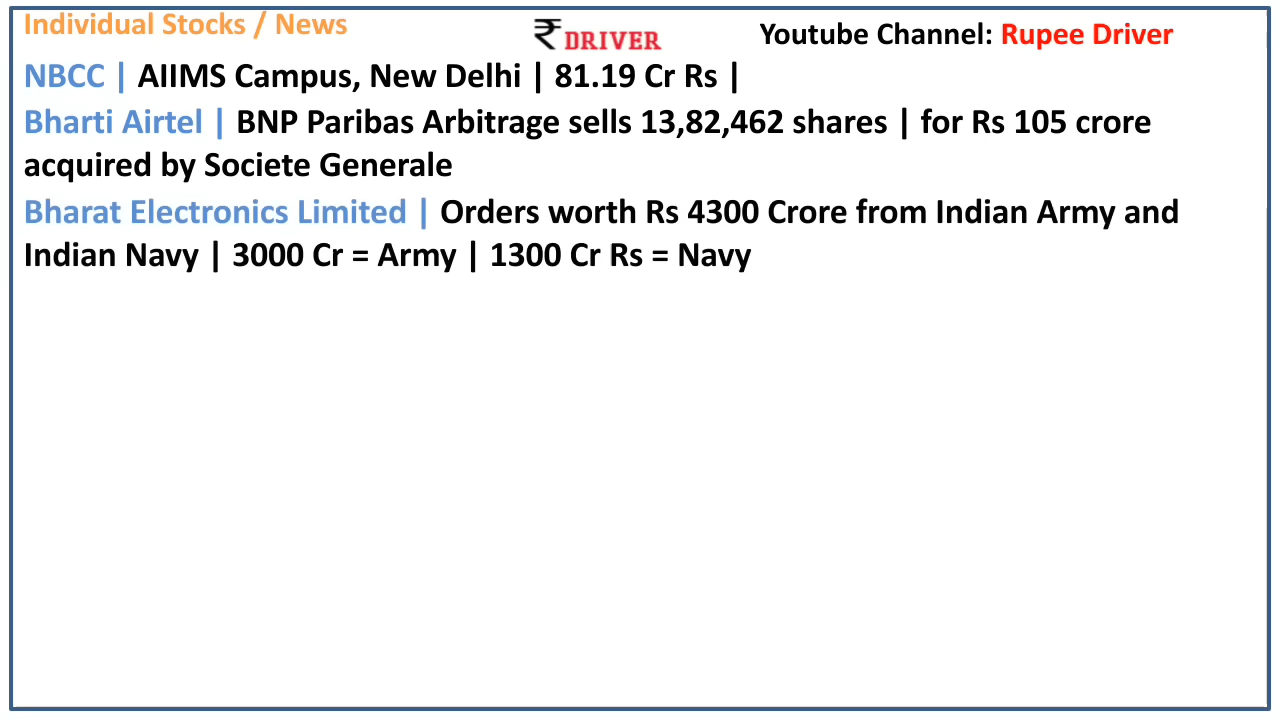 Individual Stocks / News
₹ DRIVER
Youtube Channel: Rupee Driver
NBCC | AIIMS Campus, New Delhi | 81.19 Cr Rs |
Bharti Airtel | BNP Paribas Arbitrage sells 13,82,462 shares | for Rs 105 crore
acquired by Societe Generale
Bharat Electronics Limited | Orders worth Rs 4300 Crore from Indian Army and
Indian Navy | 3000 Cr = Army | 1300 Cr Rs = Navy